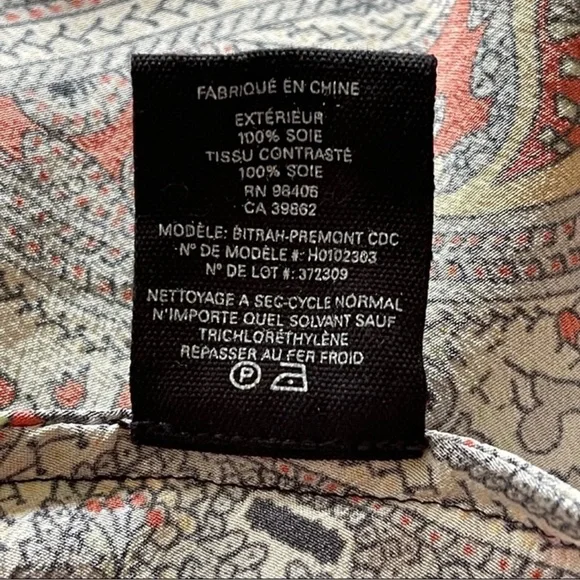 FABRIQUÉ EN CHINE
EXTÉRIEUR
100% SOIE
TISSU CONTRASTÉ
100% SOIE
RN 98406
CA 39862
MODÈLE: BITRAH-PREMONT CDC
N° DE MODÈLE #: H0102303
N° DE LOT #: 372309
NETTOYAGE A SEC-CYCLE NORMAL
N'IMPORTE QUEL SOLVANT SAUF
TRICHLORÉTHYLÈNE
REPASSER AU FER FROID
P